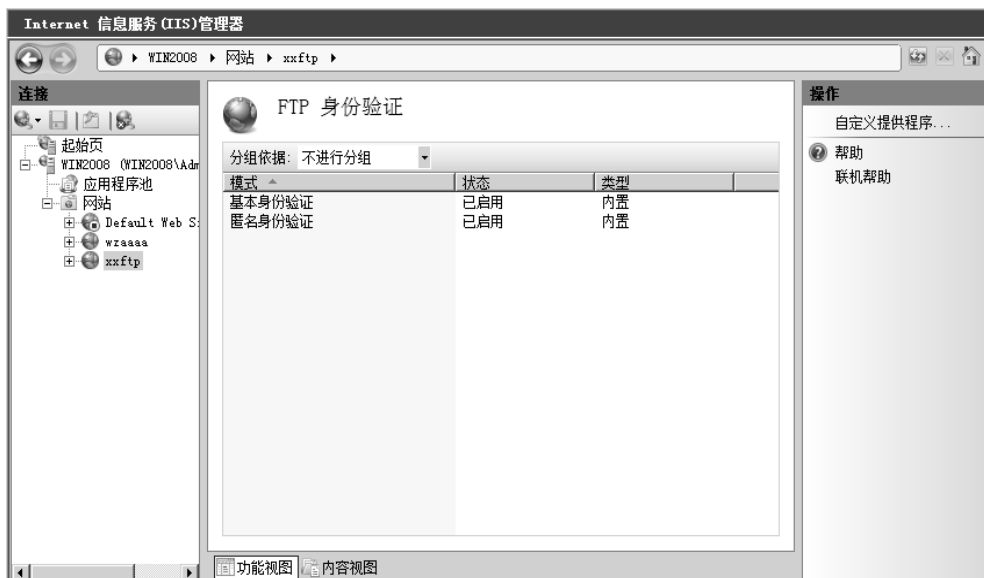 Internet 信息服务(IIS)管理器
WIN2008 网站 xxftp
连接
起始页
WIN2008 (WIN2008\Adm
应用程序池
网站
Default Web S
wzaaaa
xxftp
FTP 身份验证
分组依据: 不进行分组
模式 状态 类型
基本身份验证 已启用 内置
匿名身份验证 已启用 内置
功能视图 内容视图
操作
自定义提供程序...
帮助
联机帮助